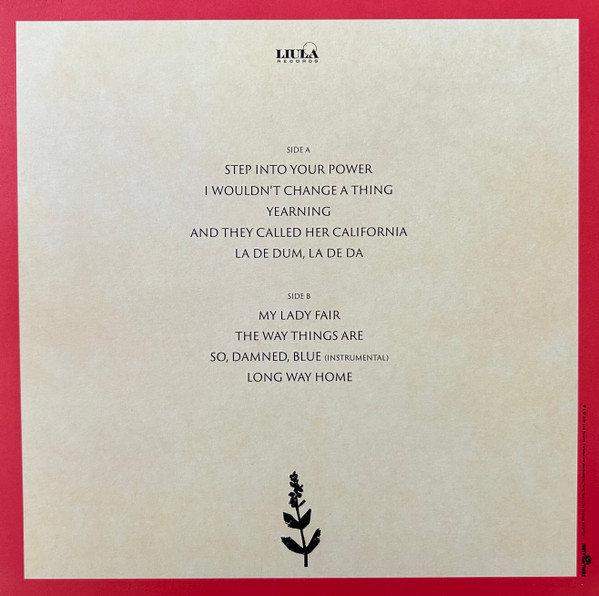 LIULA
RECORDS
SIDE A
STEP INTO YOUR POWER
I WOULDN'T CHANGE A THING
YEARNING
AND THEY CALLED HER CALIFORNIA
LA DE DUM, LA DE DA
SIDE B
MY LADY FAIR
THE WAY THINGS ARE
SO, DAMNED, BLUE (INSTRUMENTAL)
LONG WAY HOME